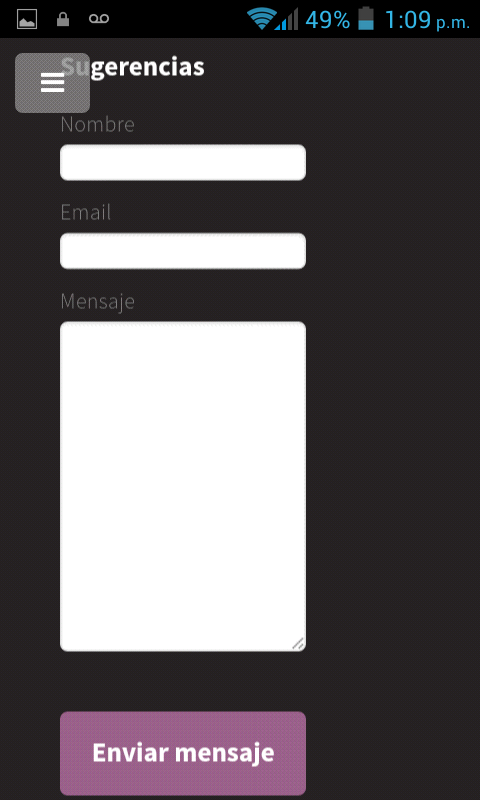 49% 1:09 p.m.
Sugerencias
Nombre
Email
Mensaje
Enviar mensaje